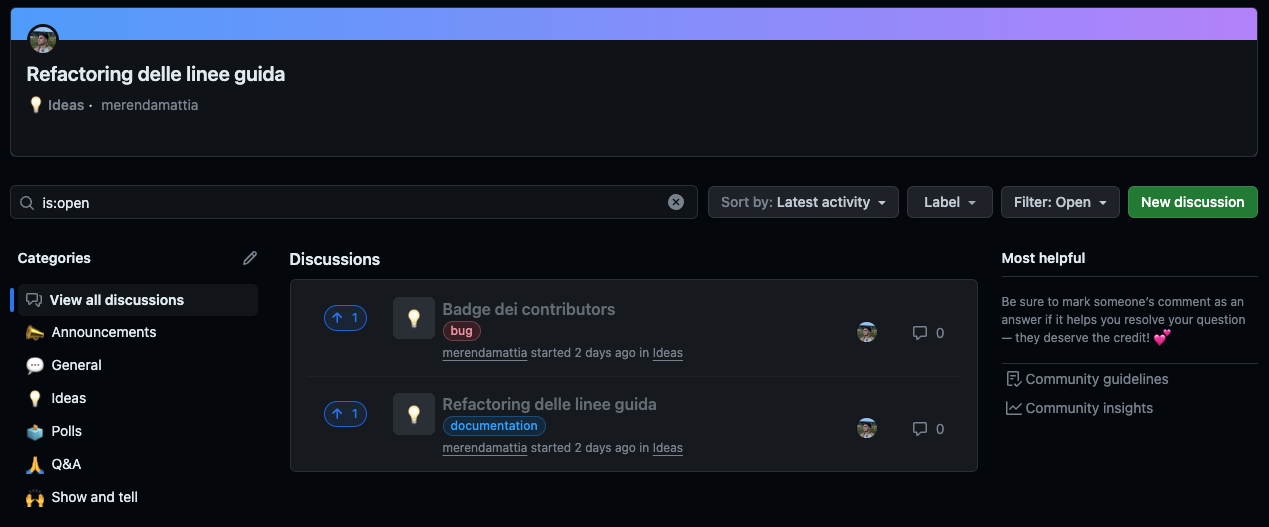 Refactoring delle linee guida
Ideas · merendamattia
is:open
Sort by: Latest activity
Label
Filter: Open
New discussion
Categories
View all discussions
Announcements
General
Ideas
Polls
Q&A
Show and tell
Discussions
1
Badge dei contributors
bug
merendamattia started 2 days ago in Ideas
0
1
Refactoring delle linee guida
documentation
merendamattia started 2 days ago in Ideas
0
Most helpful
Be sure to mark someone’s comment as an
answer if it helps you resolve your question
— they deserve the credit! 💕
Community guidelines
Community insights